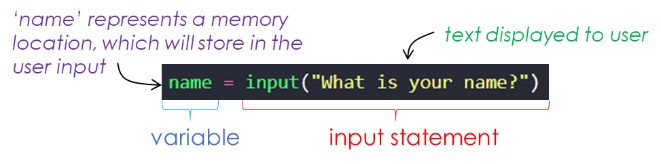 ‘name’ represents a memory
location, which will store in the
user input
text displayed to user
name = input("What is your name?")
variable
input statement